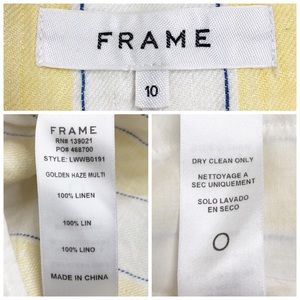 FRAME
10
FRAME
RN# 139021
PO# 468700
STYLE: LWWB0191
GOLDEN HAZE MULTI
100% LINEN
100% LIN
100% LINO
MADE IN CHINA
DRY CLEAN ONLY
NETTOYAGE A
SEC UNIQUEMENT
SOLO LAVADO
EN SECO